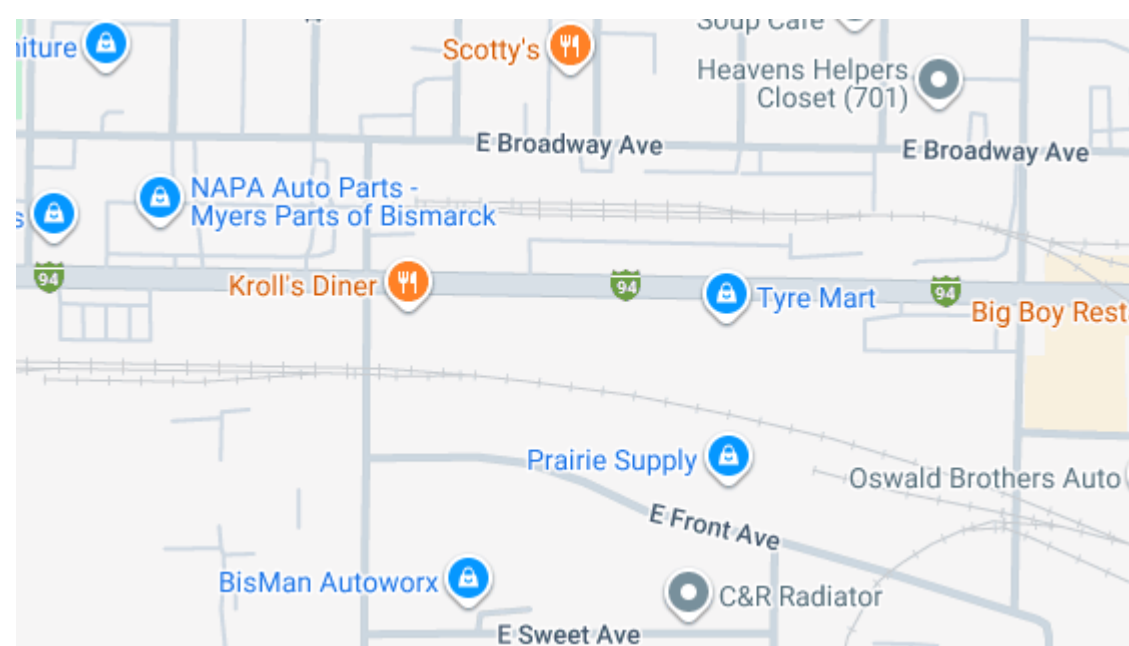 Soup Cafe
niture
Scotty's
Heavens Helpers
Closet (701)
E Broadway Ave
E Broadway Ave
NAPA Auto Parts -
Myers Parts of Bismarck
s
94
Kroll's Diner
94
94
Tyre Mart
Big Boy Rest
Prairie Supply
Oswald Brothers Auto
E Front Ave
BisMan Autoworx
C&R Radiator
E Sweet Ave